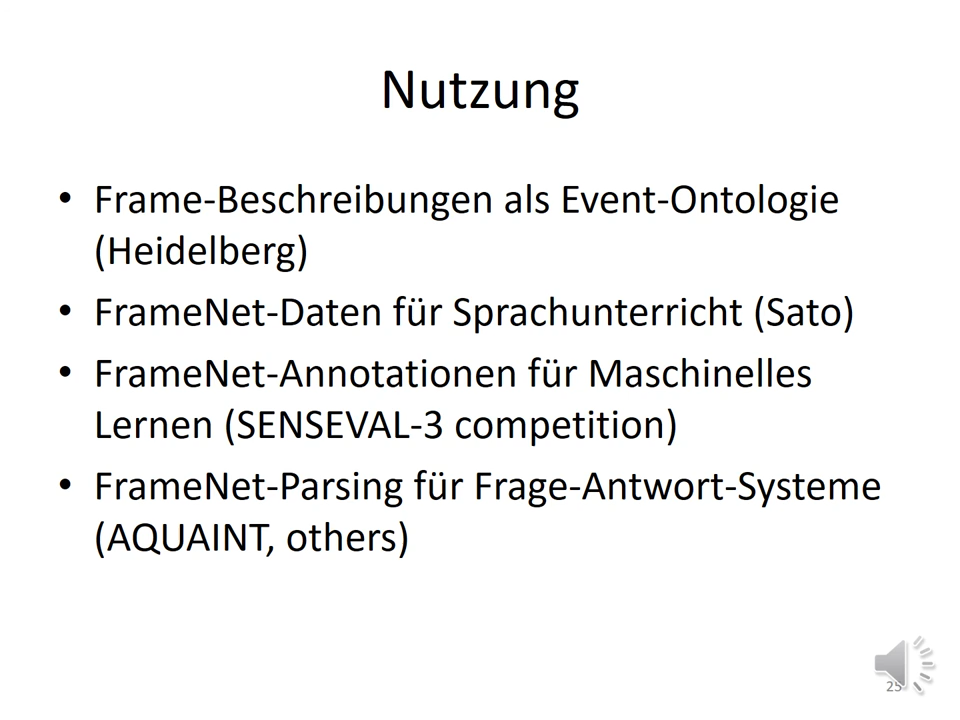 Nutzung
• Frame-Beschreibungen als Event-Ontologie
(Heidelberg)
• FrameNet-Daten für Sprachunterricht (Sato)
• FrameNet-Annotationen für Maschinelles
Lernen (SENSEVAL-3 competition)
• FrameNet-Parsing für Frage-Antwort-Systeme
(AQUAINT, others)
25